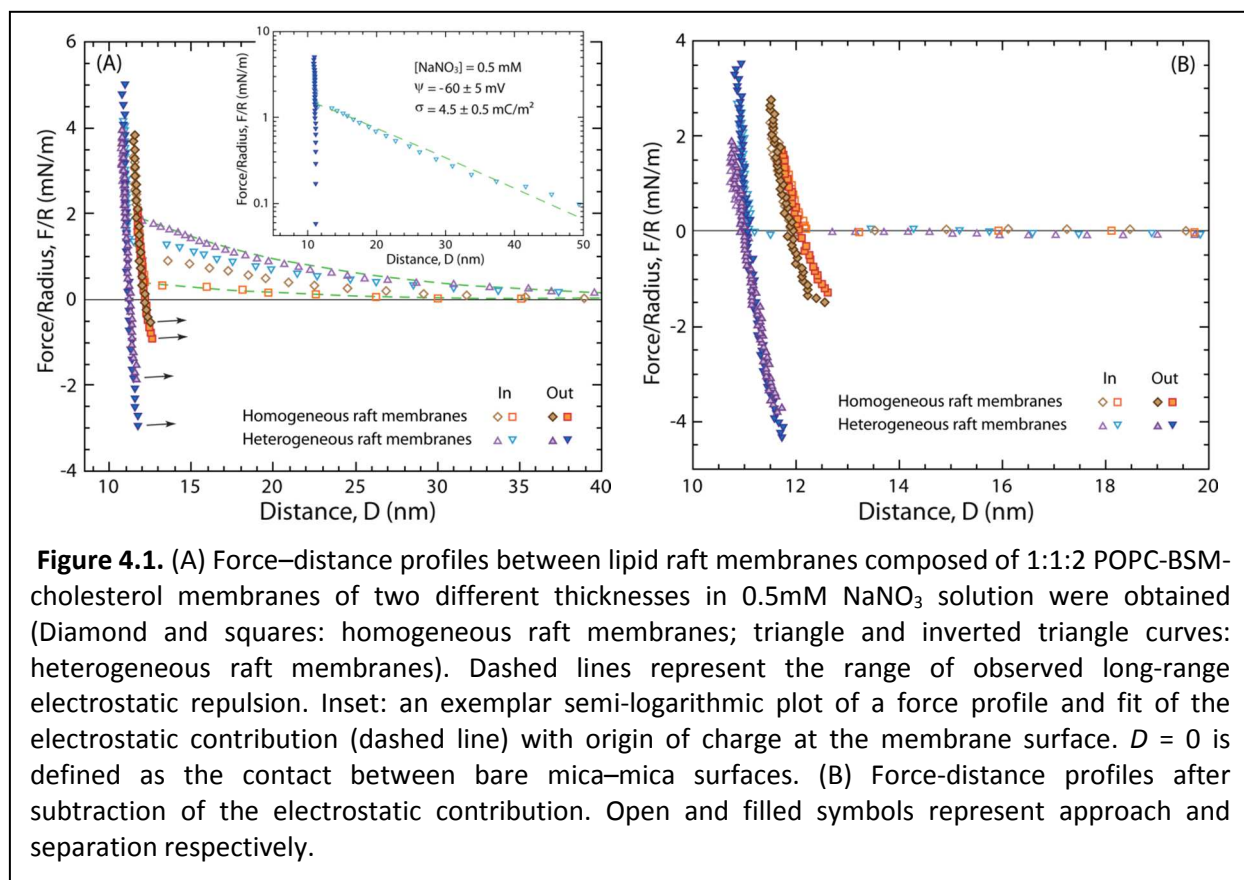 (A)
6
4
2
0
-2
-4
Force/Radius, F/R (mN/m)
10
15
20
25
30
35
40
Distance, D (nm)
10
1
0.1
Force/Radius, F/R (mN/m)
[NaNO₃] = 0.5 mM
ψ = -60 ± 5 mV
σ = 4.5 ± 0.5 mC/m²
0
10
20
30
40
50
Distance, D (nm)
In Out
Homogeneous raft membranes
Heterogeneous raft membranes
(B)
4
2
0
-2
-4
Force/Radius, F/R (mN/m)
In Out
Homogeneous raft membranes
Heterogeneous raft membranes
10
12
14
16
18
20
Distance, D (nm)
Figure 4.1. (A) Force–distance profiles between lipid raft membranes composed of 1:1:2 POPC-BSM-
cholesterol membranes of two different thicknesses in 0.5mM NaNO₃ solution were obtained
(Diamond and squares: homogeneous raft membranes; triangle and inverted triangle curves:
heterogeneous raft membranes). Dashed lines represent the range of observed long-range
electrostatic repulsion. Inset: an exemplar semi-logarithmic plot of a force profile and fit of the
electrostatic contribution (dashed line) with origin of charge at the membrane surface. D = 0 is
defined as the contact between bare mica–mica surfaces. (B) Force-distance profiles after
subtraction of the electrostatic contribution. Open and filled symbols represent approach and
separation respectively.